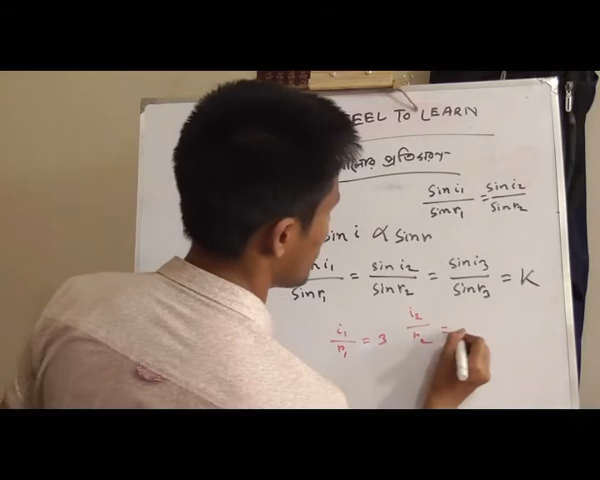 EEL TO LEARN
প্রতিসরণ
sin i₁/sin r₁ = sin i₂/sin r₂
sin i ∝ sin r
sin i₁/sin r₁ = sin i₂/sin r₂ = sin i₃/sin r₃ = K
i₁/r₁ = 3 i₂/r₂ =